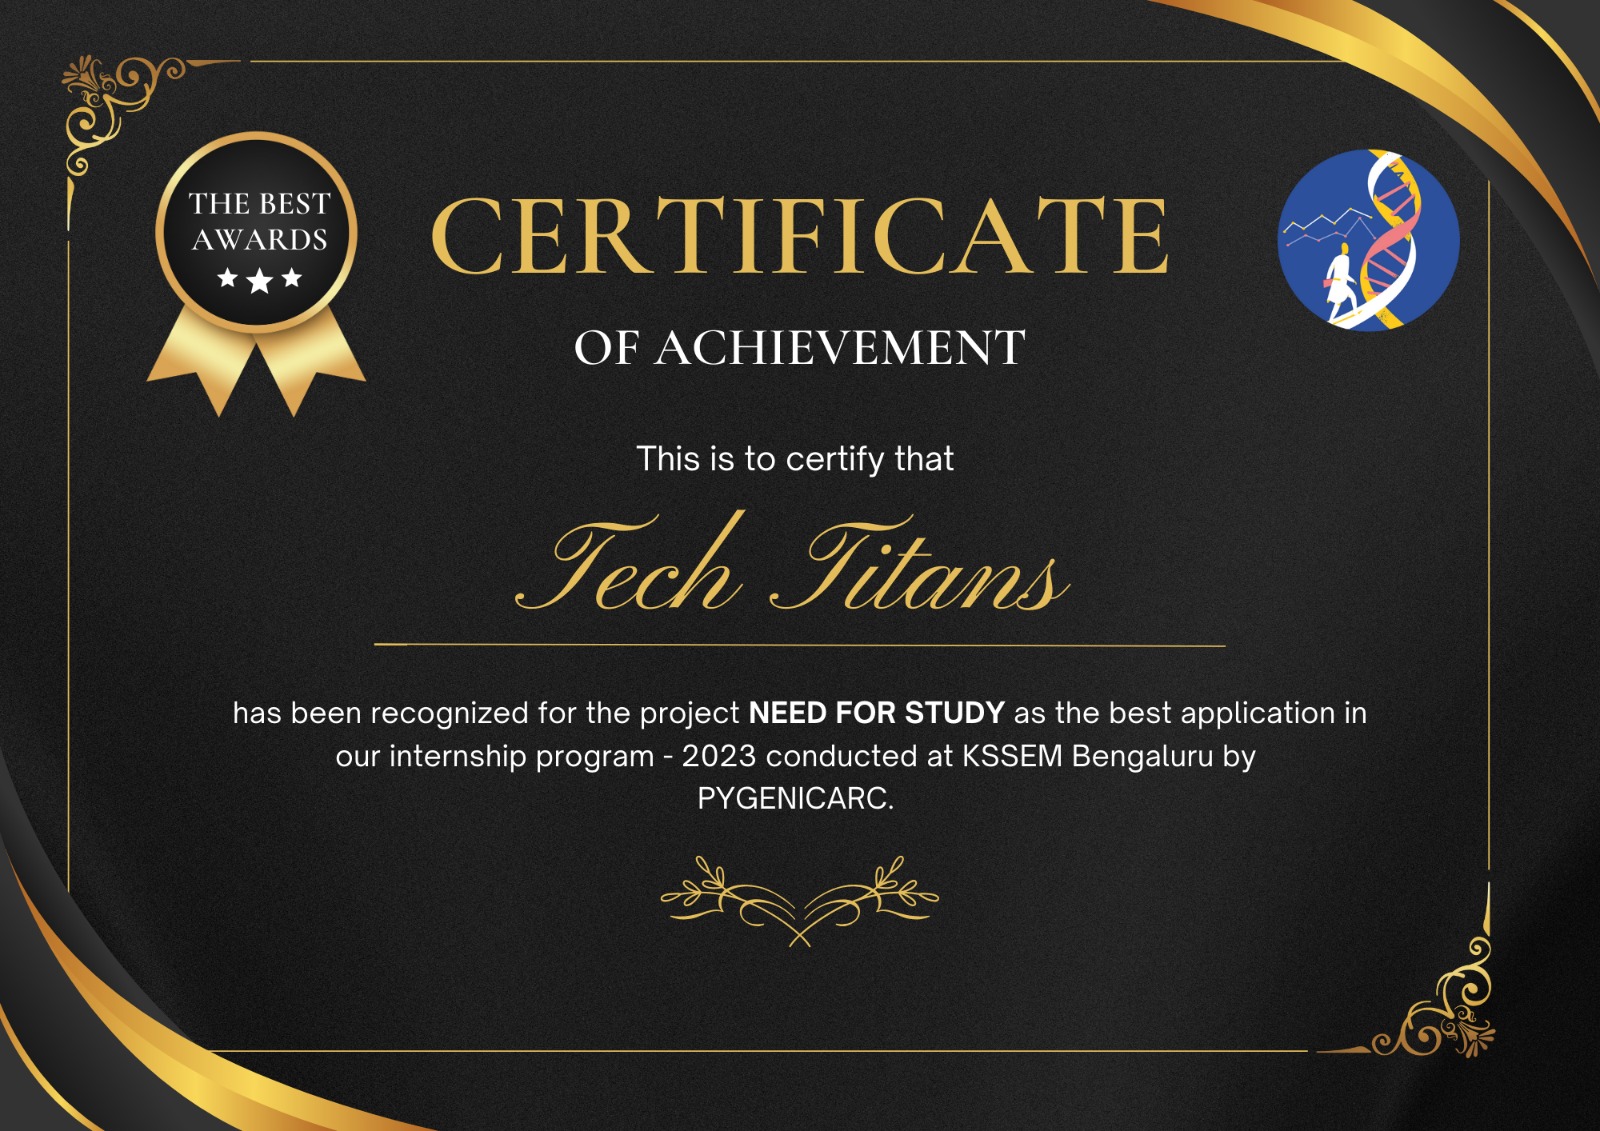 THE BEST
AWARDS
CERTIFICATE
OF ACHIEVEMENT
This is to certify that
Tech Titans
has been recognized for the project NEED FOR STUDY as the best application in
our internship program - 2023 conducted at KSSEM Bengaluru by
PYGENICARC.